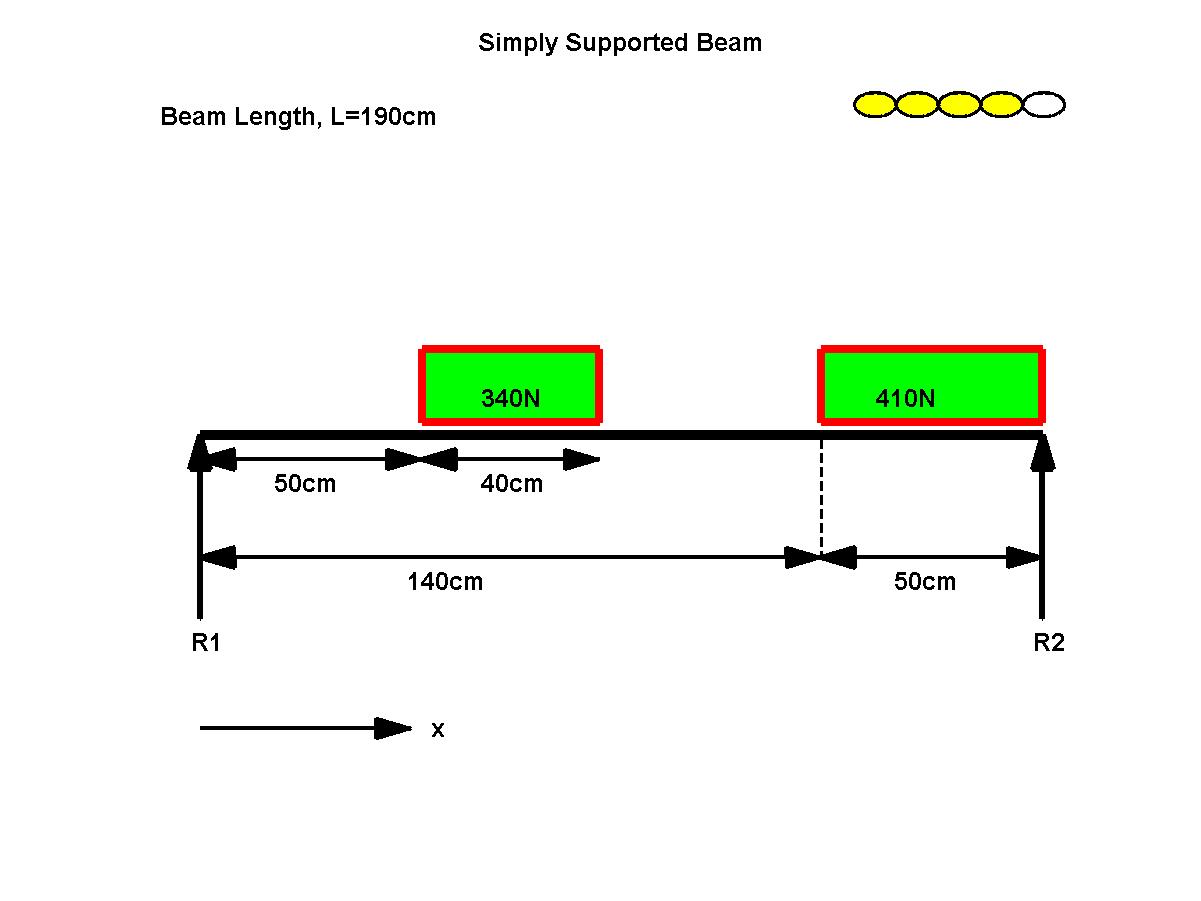 Simply Supported Beam
Beam Length, L=190cm
340N
410N
50cm
40cm
140cm
50cm
R1
R2
x